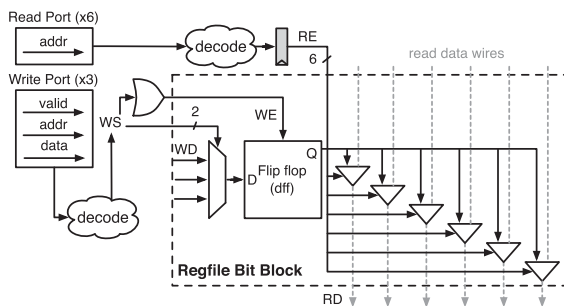 Read Port (x6)
addr
decode
RE
6
read data wires
Write Port (x3)
valid
addr
data
WS
2
WE
WD
D
Flip flop
(dff)
Q
decode
Regfile Bit Block
RD